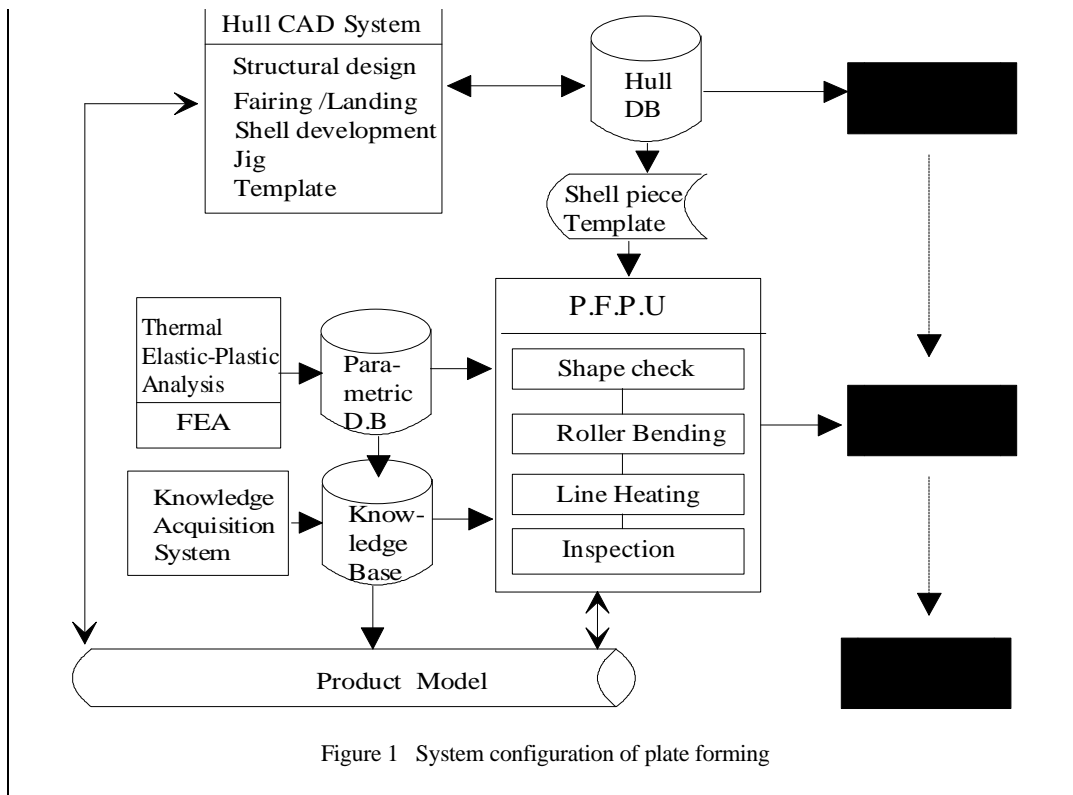 Hull CAD System
Structural design
Fairing /Landing
Shell development
Jig
Template
Hull
DB
Shell piece
Template
P.F.P.U
Shape check
Roller Bending
Line Heating
Inspection
Thermal
Elastic-Plastic
Analysis
FEA
Para-
metric
D.B
Knowledge
Acquisition
System
Know-
ledge
Base
Product Model
Figure 1 System configuration of plate forming